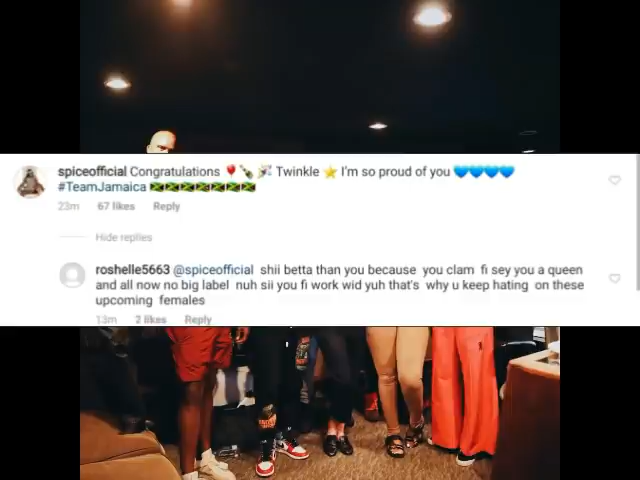 spiceofficial Congratulations 🎈🍾🎉 Twinkle ⭐ I'm so proud of you 💙💙💙💙
#TeamJamaica 🇯🇲🇯🇲🇯🇲🇯🇲🇯🇲🇯🇲🇯🇲
23m 67 likes Reply
Hide replies
roshelle5663 @spiceofficial shii betta than you because you clam fi sey you a queen
and all now no big label nuh sii you fi work wid yuh that's why u keep hating on these
upcoming females
13m 2 likes Reply